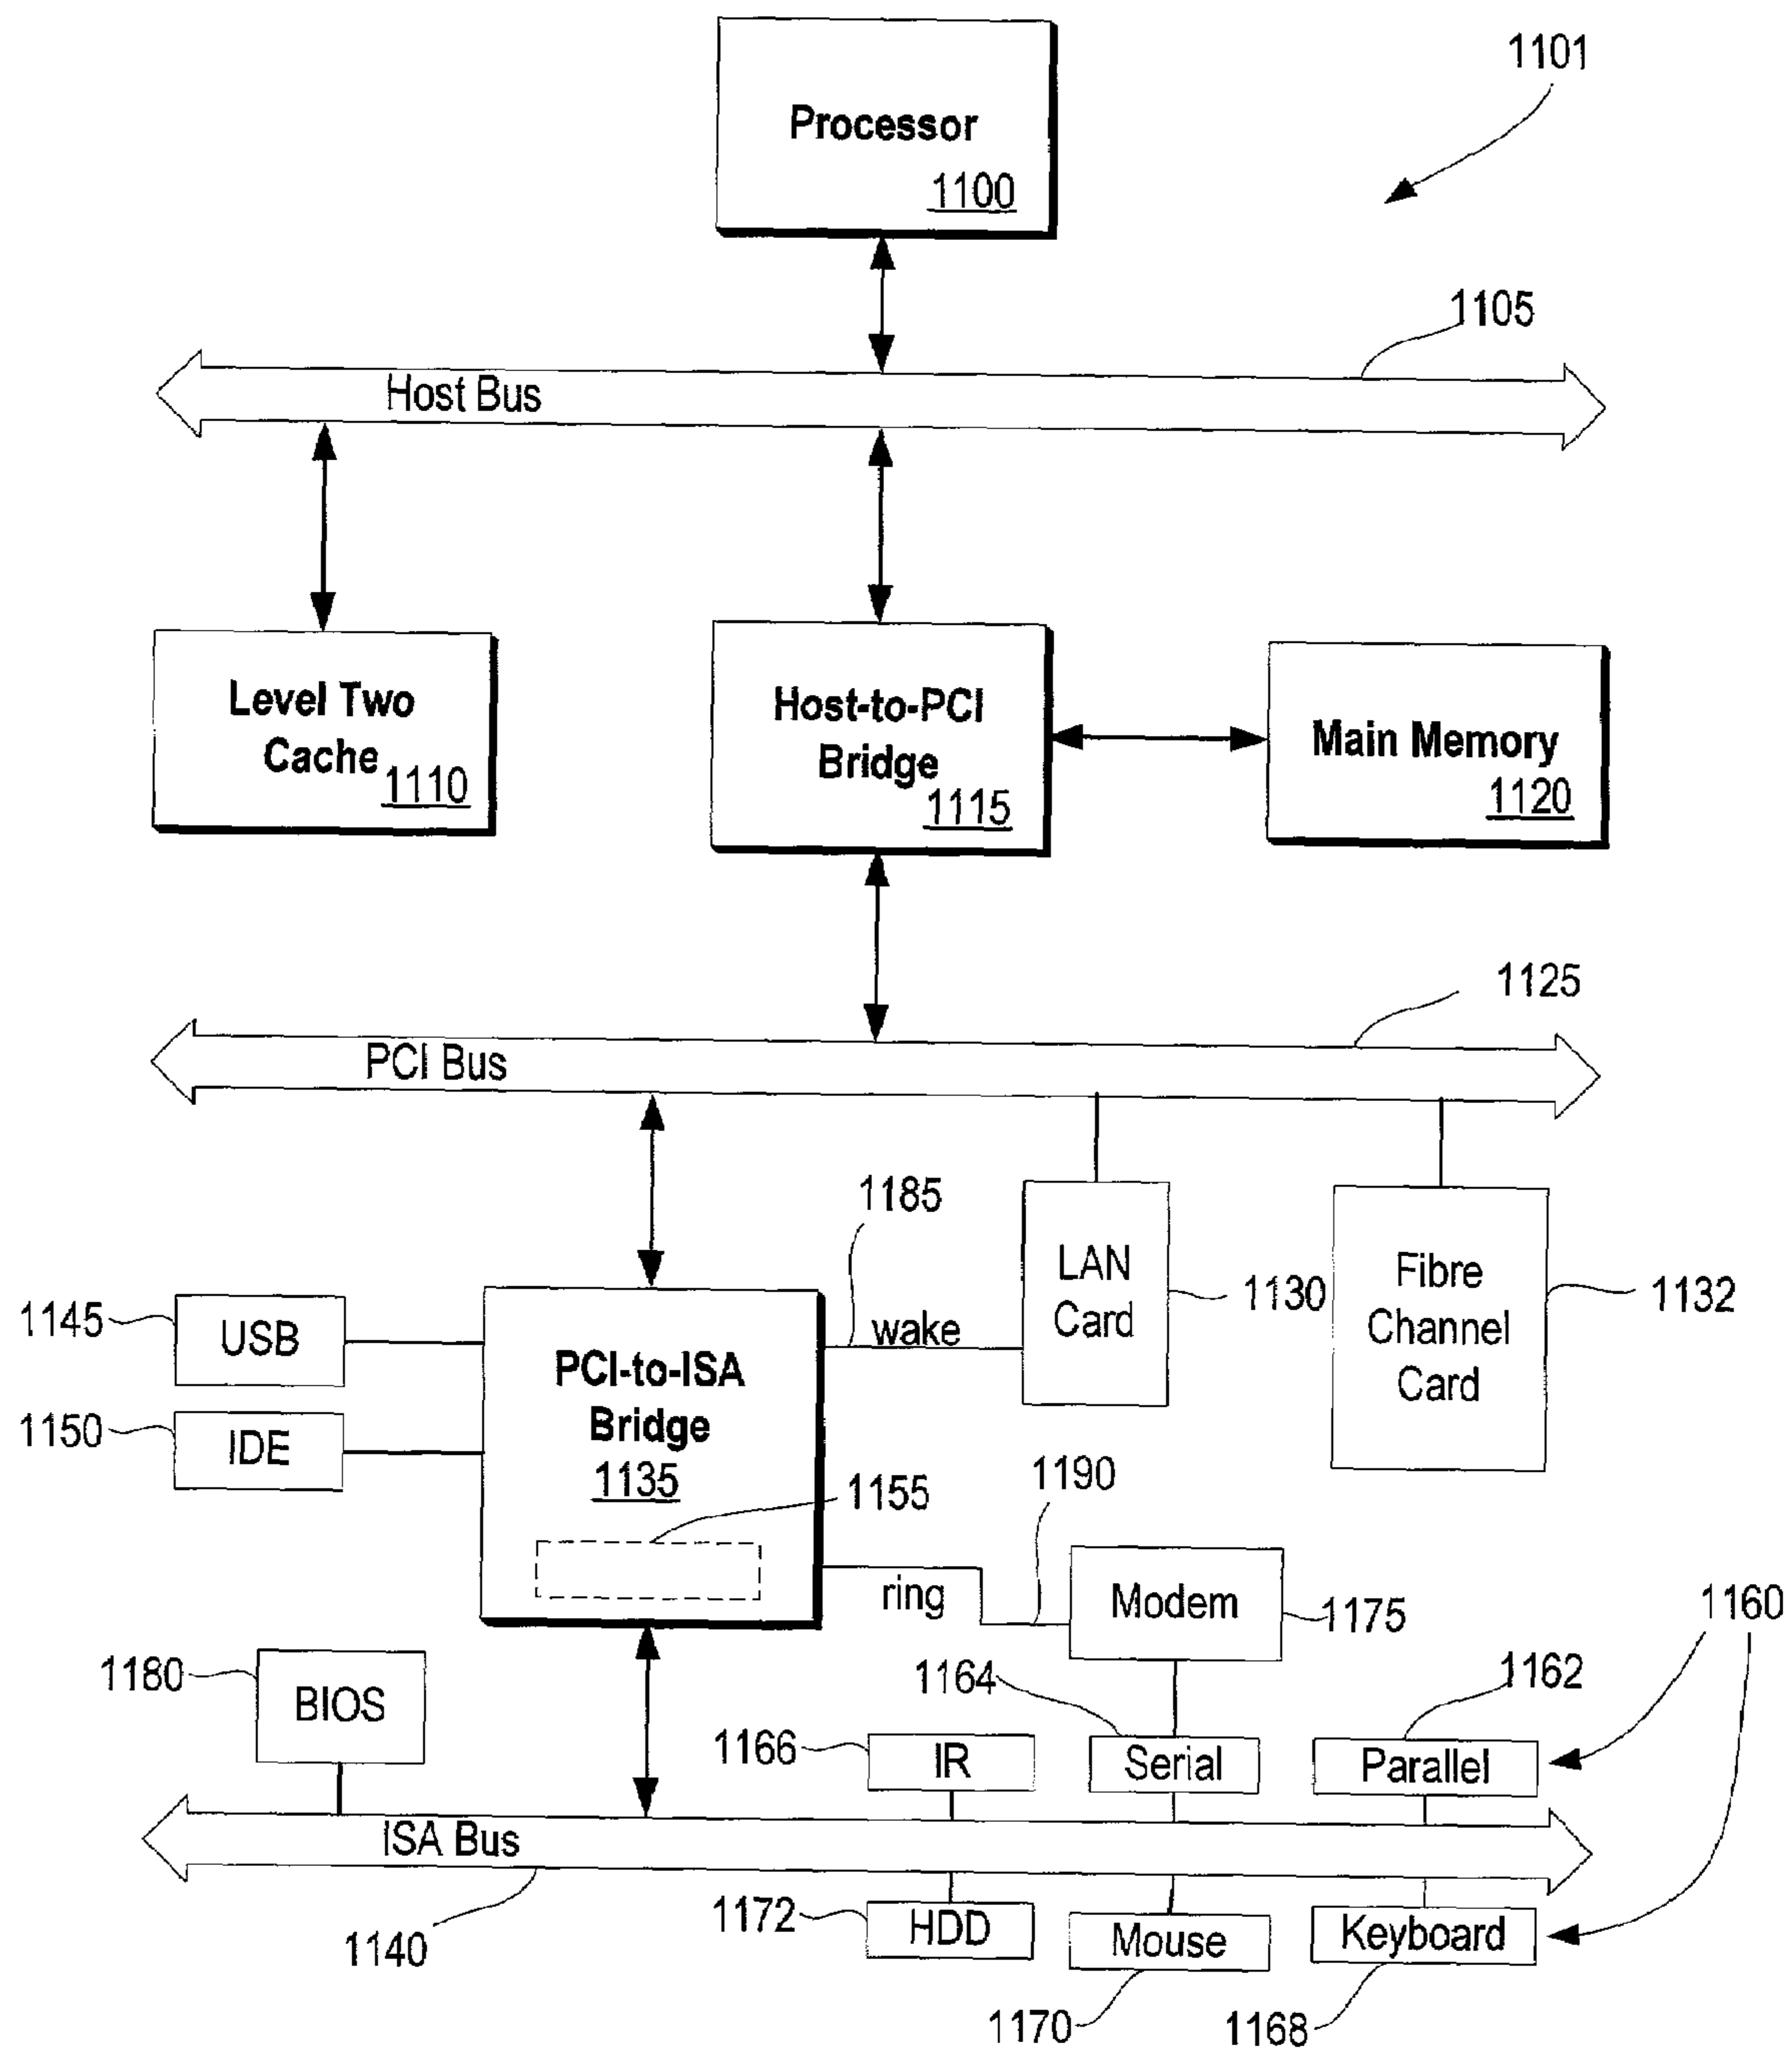 1101
Processor
1100
1105
Host Bus
Level Two
Cache
1110
Host-to-PCI
Bridge
1115
Main Memory
1120
1125
PCI Bus
1185
LAN
Card
1130
Fibre
Channel
Card
1132
1145
USB
wake
PCI-to-ISA
Bridge
1135
1150
IDE
1155
1190
ring
Modem
1175
1160
1180
BIOS
1164
1162
1166
IR
Serial
Parallel
ISA Bus
1140
1172
HDD
Mouse
Keyboard
1170
1168